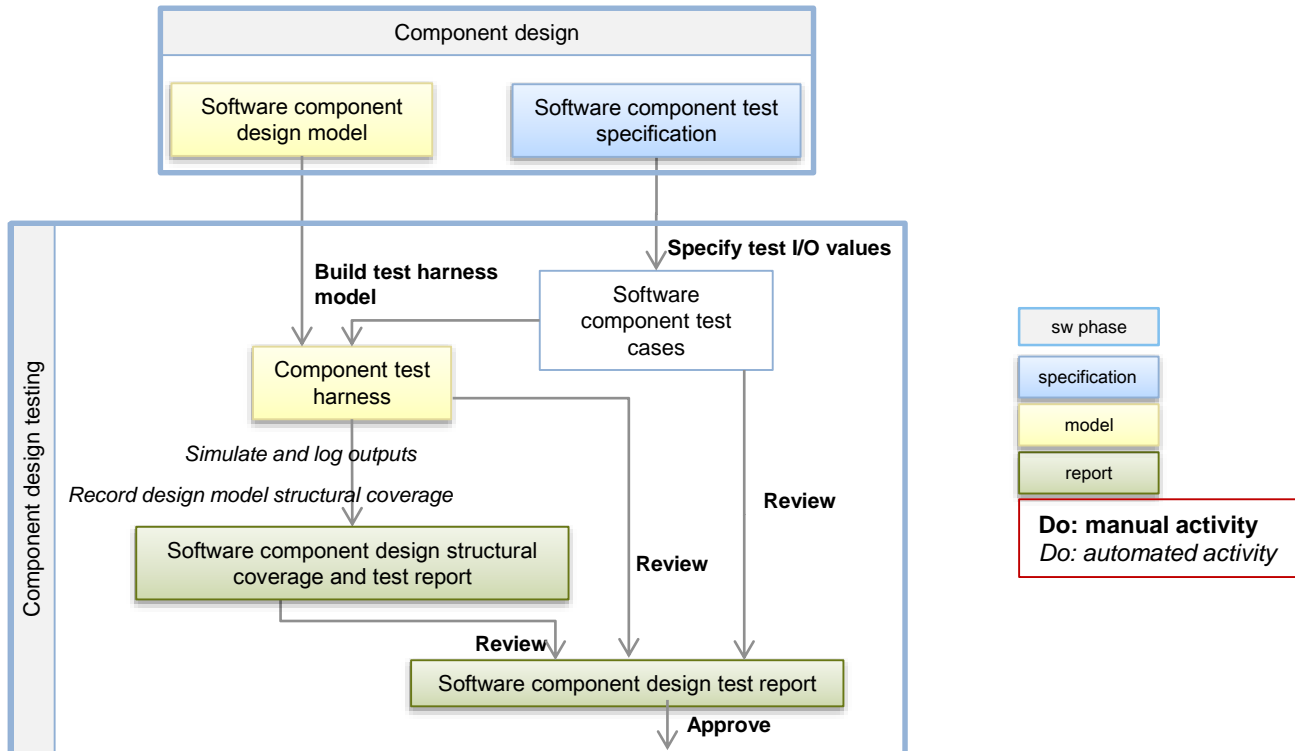 Component design
Software component
design model
Software component test
specification
Component design testing
Specify test I/O values
Build test harness
model
Software
component test
cases
Component test
harness
Simulate and log outputs
Record design model structural coverage
Review
Software component design structural
coverage and test report
Review
Review
Software component design test report
Approve
sw phase
specification
model
report
Do: manual activity
Do: automated activity